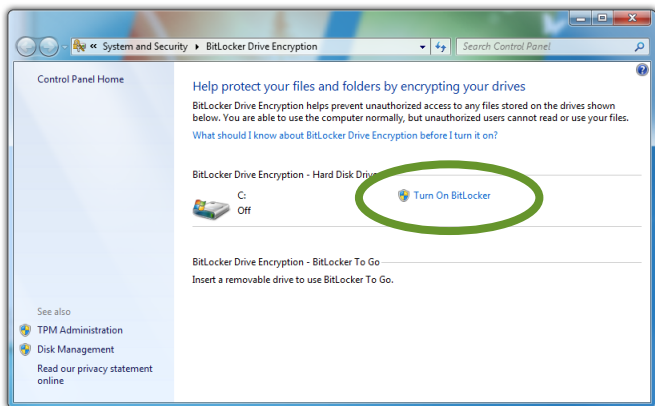 « System and Security ▸ BitLocker Drive Encryption
Search Control Panel
Control Panel Home
Help protect your files and folders by encrypting your drives
BitLocker Drive Encryption helps prevent unauthorized access to any files stored on the drives shown
below. You are able to use the computer normally, but unauthorized users cannot read or use your files.
What should I know about BitLocker Drive Encryption before I turn it on?
BitLocker Drive Encryption - Hard Disk Drive
C:
Off
Turn On BitLocker
BitLocker Drive Encryption - BitLocker To Go
Insert a removable drive to use BitLocker To Go.
See also
TPM Administration
Disk Management
Read our privacy statement
online